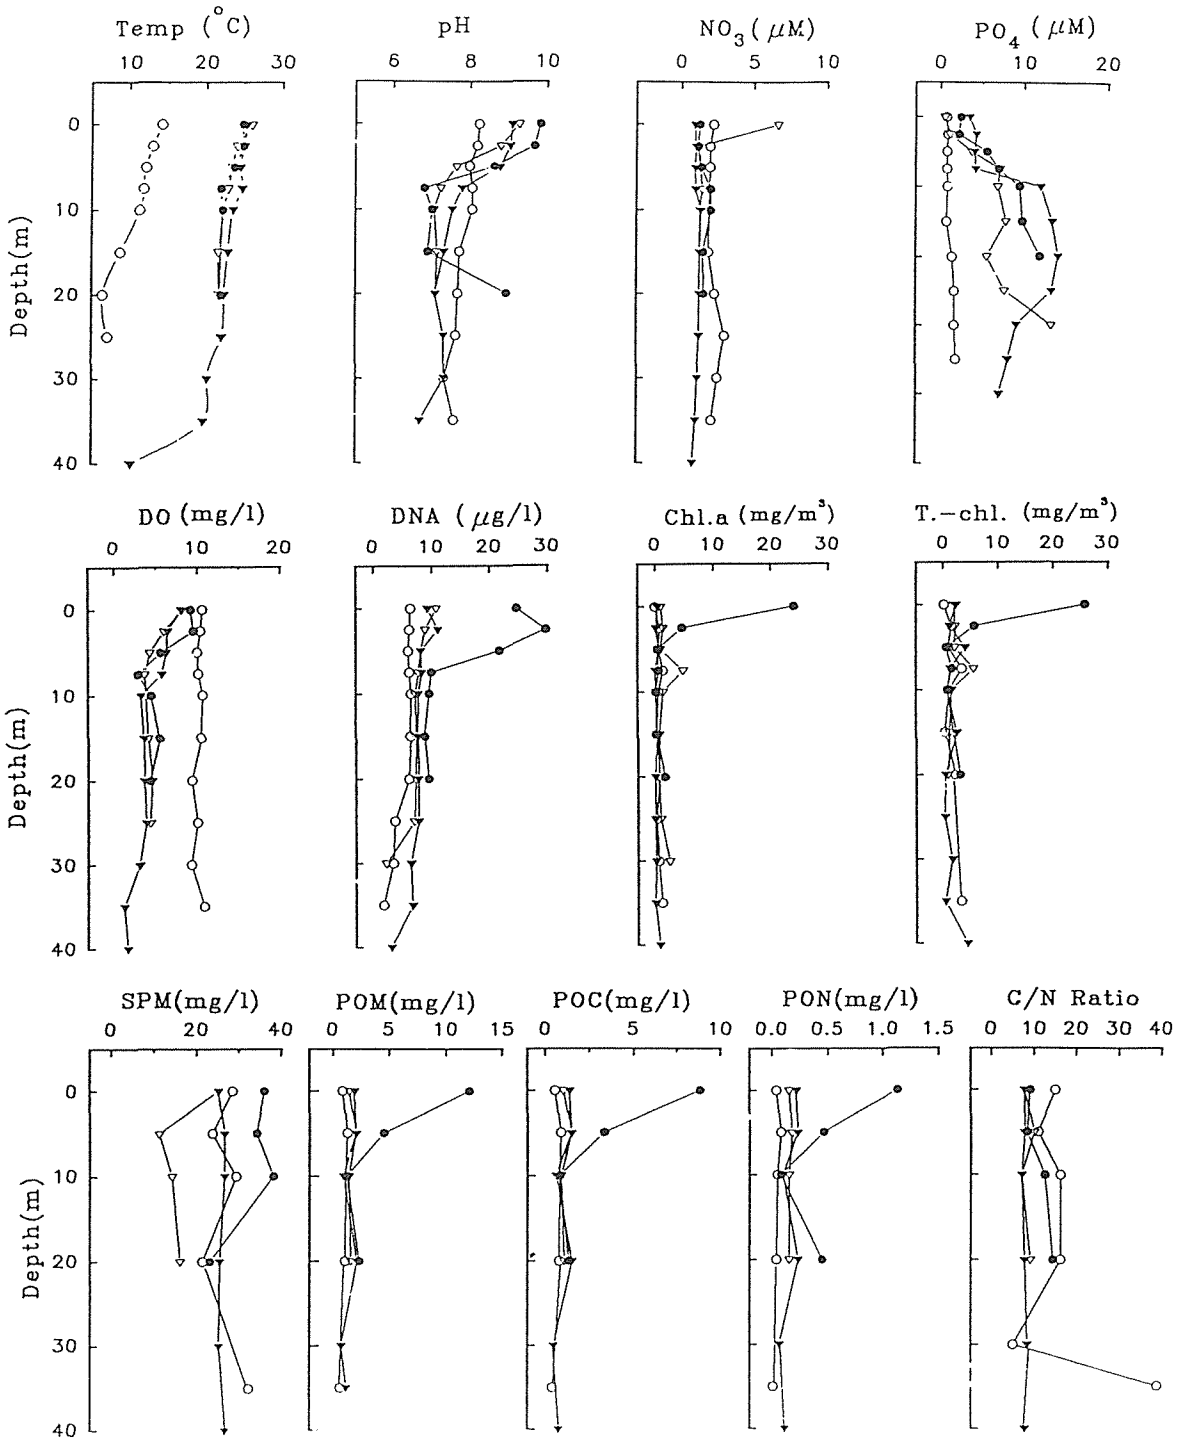 Temp (°C) pH NO₃(μM) PO₄(μM)
10 20 30 6 8 10 0 5 10 0 10 20
0
10
20
30
40
Depth(m)
DO (mg/l) DNA (μg/l) Chl.a (mg/m³) T.-chl. (mg/m³)
0 10 20 0 10 20 30 0 10 20 30 0 10 20 30
0
10
20
30
40
Depth(m)
SPM(mg/l) POM(mg/l) POC(mg/l) PON(mg/l) C/N Ratio
0 20 40 0 5 10 15 0 5 10 0.0 0.5 1.0 1.5 0 10 20 30 40
0
10
20
30
40
Depth(m)